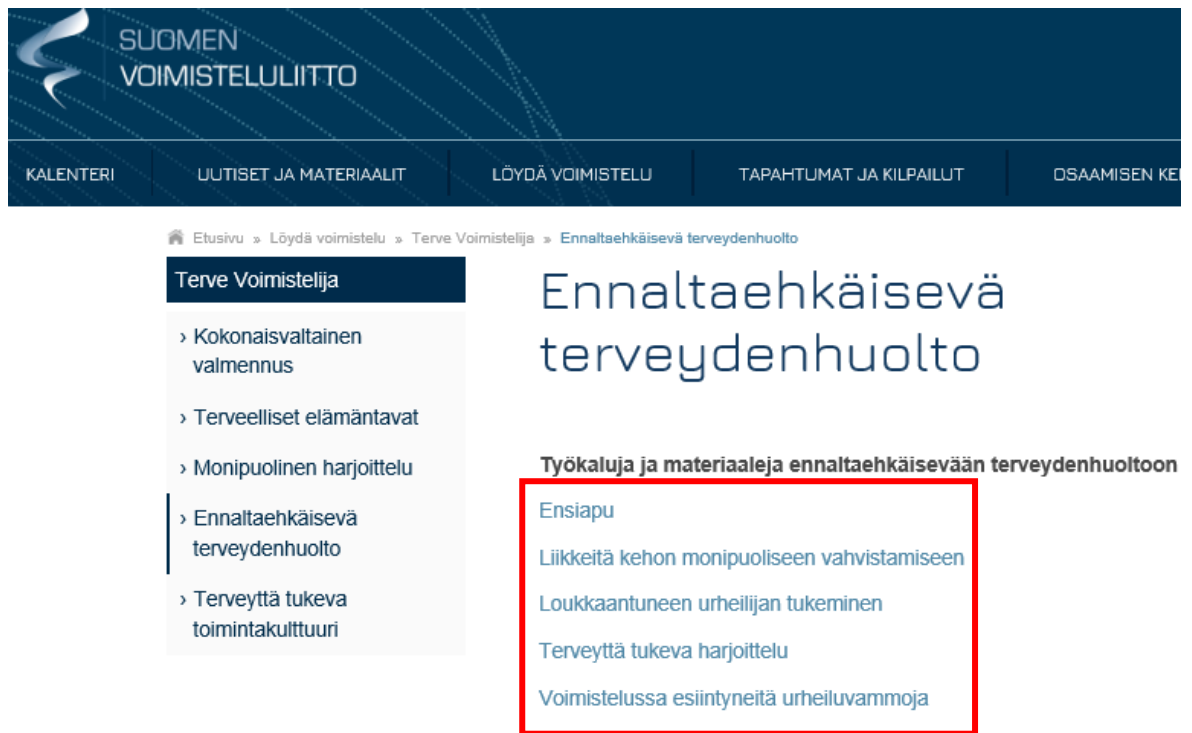 SUOMEN
VOIMISTELULIITTO
KALENTERI
UUTISET JA MATERIAALIT
LÖYDÄ VOIMISTELU
TAPAHTUMAT JA KILPAILUT
OSAAMISEN
Etusivu » Löydä voimistelu » Terve Voimistelija » Ennaltaehkäisevä terveydenhuolto
Terve Voimistelija
› Kokonaisvaltainen
valmennus
› Terveelliset elämäntavat
› Monipuolinen harjoittelu
› Ennaltaehkäisevä
terveydenhuolto
› Terveyttä tukeva
toimintakulttuuri
Ennaltaehkäisevä
terveydenhuolto
Työkaluja ja materiaaleja ennaltaehkäisevään terveydenhuoltoon
Ensiapu
Liikkeitä kehon monipuoliseen vahvistamiseen
Loukkaantuneen urheilijan tukeminen
Terveyttä tukeva harjoittelu
Voimistelussa esiintyneitä urheiluvammoja